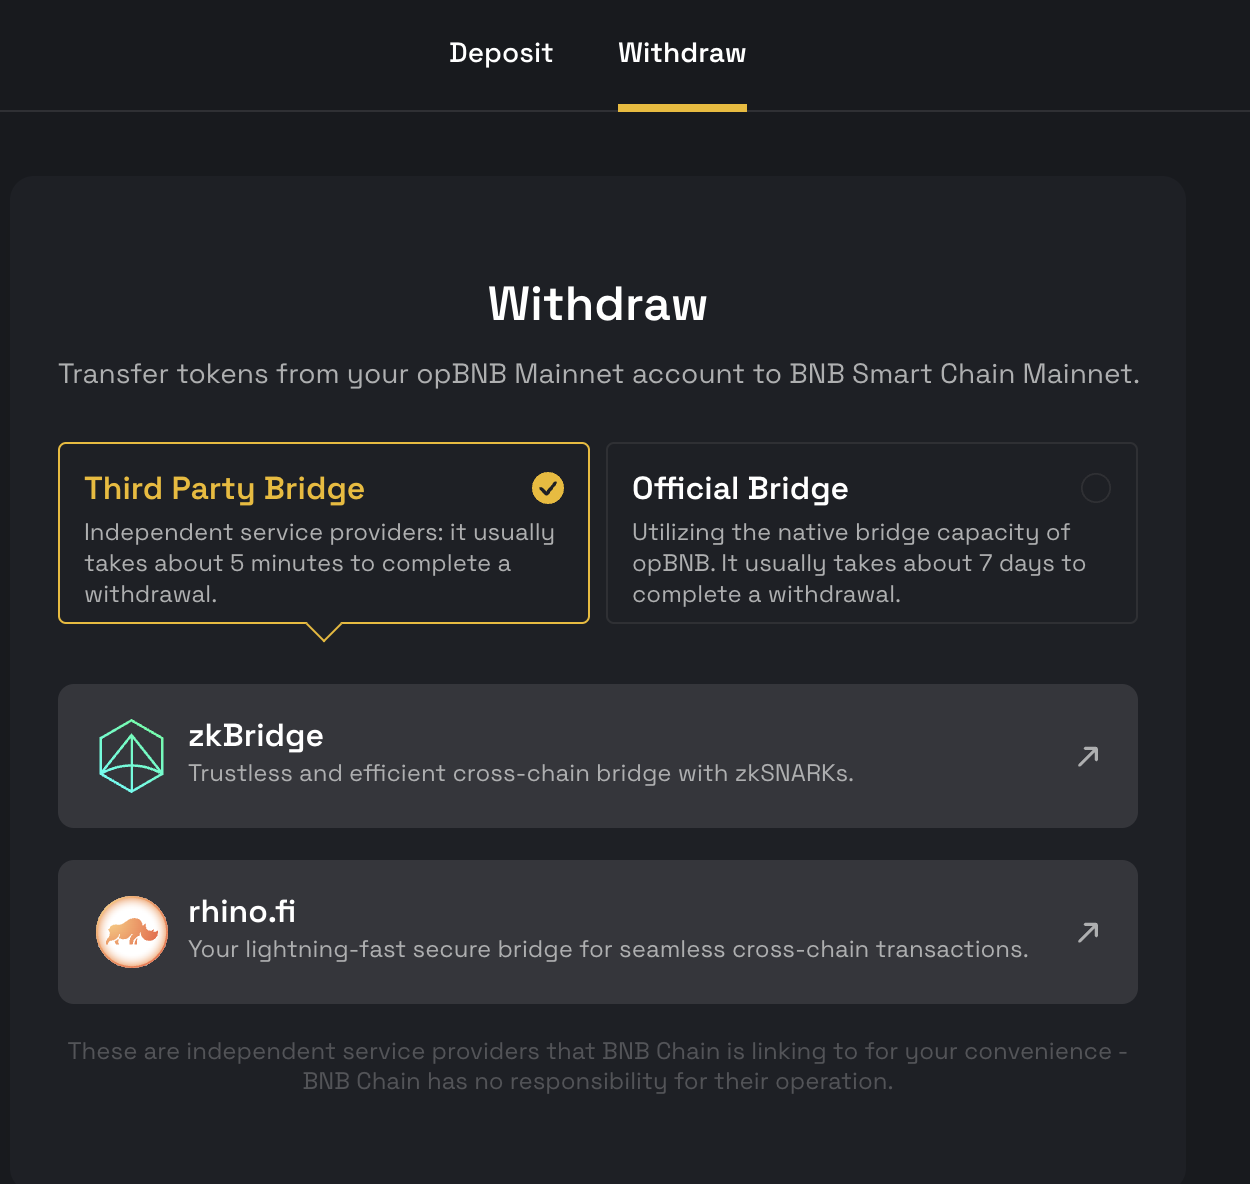 Deposit
Withdraw
Withdraw
Transfer tokens from your opBNB Mainnet account to BNB Smart Chain Mainnet.
Third Party Bridge
Independent service providers: it usually
takes about 5 minutes to complete a
withdrawal.
Official Bridge
Utilizing the native bridge capacity of
opBNB. It usually takes about 7 days to
complete a withdrawal.
zkBridge
Trustless and efficient cross-chain bridge with zkSNARKs.
rhino.fi
Your lightning-fast secure bridge for seamless cross-chain transactions.
These are independent service providers that BNB Chain is linking to for your convenience -
BNB Chain has no responsibility for their operation.